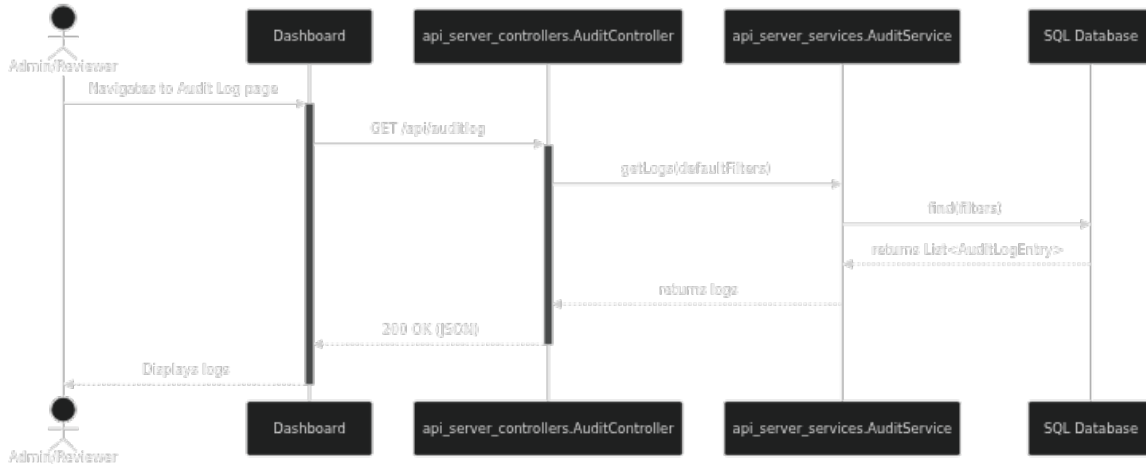 Dashboard
api_server_controllers.AuditController
api_server_services.AuditService
SQL Database
Admin/Reviewer
Navigates to Audit Log page
GET /api/auditlog
getLogs(defaultFilters)
find(filters)
returns List<AuditLogEntry>
returns logs
200 OK (JSON)
Displays logs
Dashboard
api_server_controllers.AuditController
api_server_services.AuditService
SQL Database
Admin/Reviewer